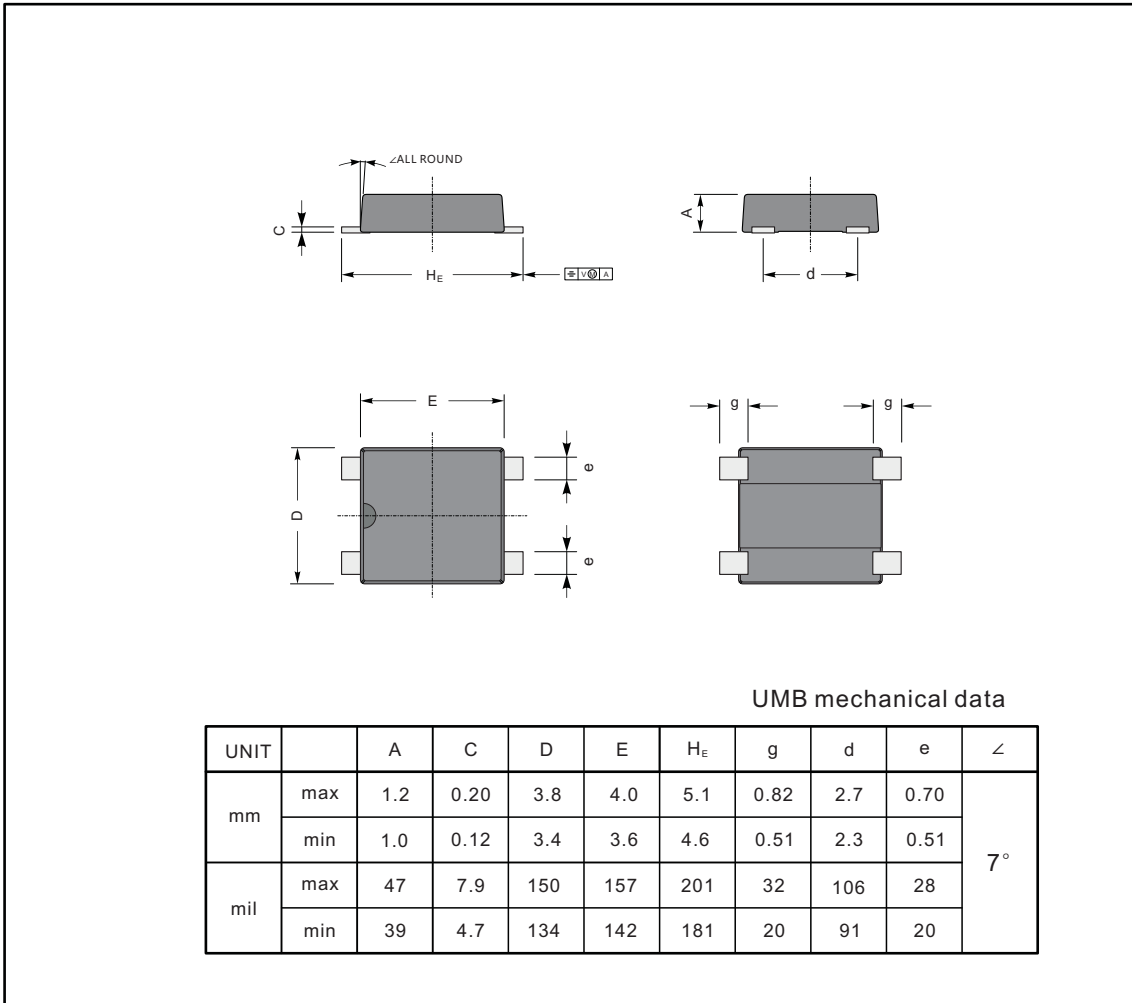 ∠ALL ROUND
C
A
H_E
⌯ V Ⓜ A
d
E
g g
D
e
e
UMB mechanical data
UNIT A C D E H_E g d e ∠
mm max 1.2 0.20 3.8 4.0 5.1 0.82 2.7 0.70 7°
min 1.0 0.12 3.4 3.6 4.6 0.51 2.3 0.51
mil max 47 7.9 150 157 201 32 106 28
min 39 4.7 134 142 181 20 91 20